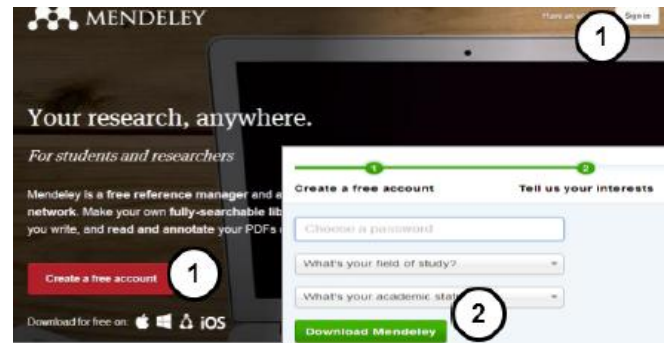 MENDELEY
Sign in
1
Your research, anywhere.
For students and researchers
Mendeley is a free reference manager and a
network. Make your own fully-searchable lib
you write, and read and annotate your PDFs
Create a free account
1
Download for free on: iOS
1
2
Create a free account
Tell us your interests
Choose a password
What's your field of study?
What's your academic stat
2
Download Mendeley